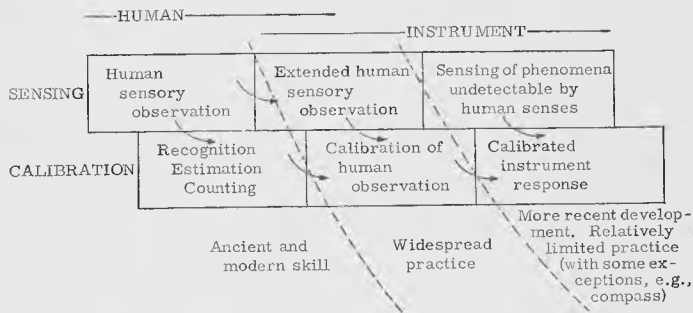 HUMAN
INSTRUMENT
SENSING
Human
sensory
observation
Extended human
sensory
observation
Sensing of phenomena
undetectable by
human senses
CALIBRATION
Recognition
Estimation
Counting
Calibration of
human
observation
Calibrated
instrument
response
Ancient and
modern skill
Widespread
practice
More recent develop-
ment. Relatively
limited practice
(with some ex-
ceptions, e.g.,
compass)